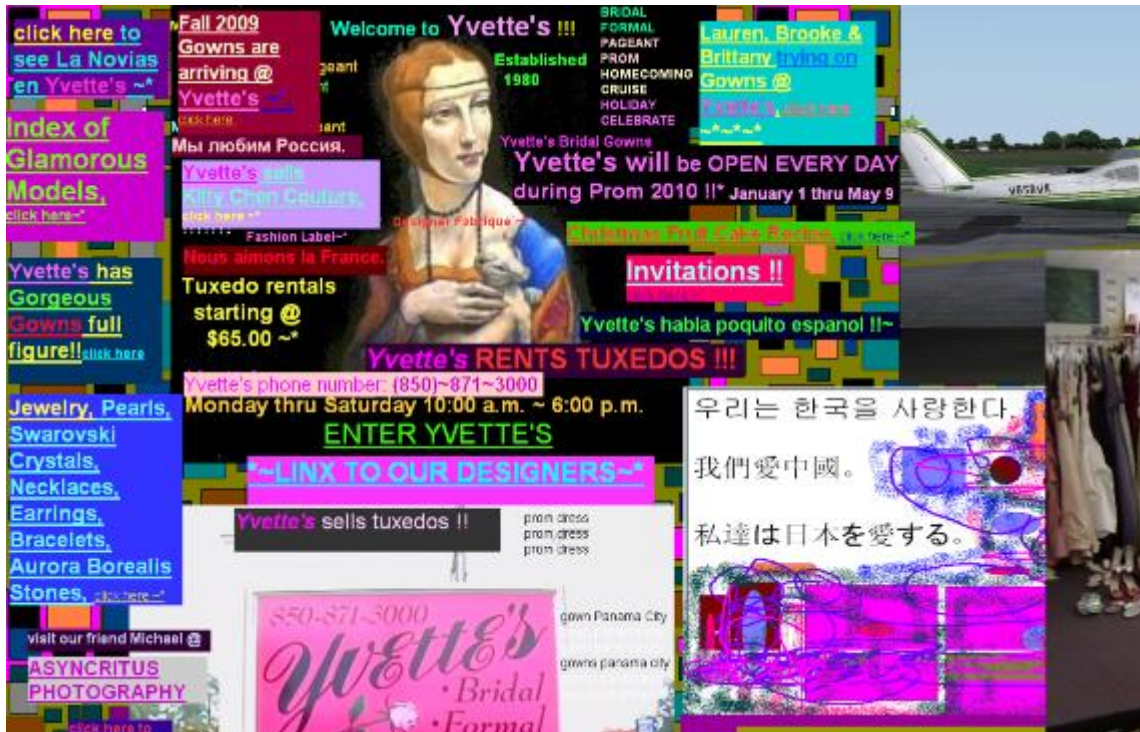 click here to
see La Novias
en Yvette's ~*
Index of
Glamorous
Models,
click here~*
Yvette's has
Gorgeous
Gowns full
figure!! click here
Jewelry, Pearls,
Swarovski
Crystals,
Necklaces,
Earrings,
Bracelets,
Aurora Borealis
Stones, click here ~*
visit our friend Michael @
ASYNCRITUS
PHOTOGRAPHY
click here to
Fall 2009
Gowns are
arriving @
Yvette's ~*,
click here.
Мы любим Россия.
Yvette's sells
Kitty Chen Couture,
click here ~*
Fashion Label~*
Nous aimons la France.
Tuxedo rentals
starting @
$65.00 ~*
Welcome to Yvette's !!!
Established
1980
BRIDAL
FORMAL
PAGEANT
PROM
HOMECOMING
CRUISE
HOLIDAY
CELEBRATE
Lauren, Brooke &
Brittany trying on
Gowns @
Yvette's, click here
~*~*~*
Yvette's Bridal Gowns
Yvette's will be OPEN EVERY DAY
during Prom 2010 !!* January 1 thru May 9
Designer Fabrique ~
Christmas Fruit Cake Recipe, click here ~*
Invitations !!
Yvette's habla poquito espanol !!~
Yvette's RENTS TUXEDOS !!!
Yvette's phone number: (850)~871~3000
Monday thru Saturday 10:00 a.m. ~ 6:00 p.m.
ENTER YVETTE'S
*~LINX TO OUR DESIGNERS~*
Yvette's sells tuxedos !!
prom dress
prom dress
prom dress
850-871-3000
Yvette's
• Bridal
• Formal
gown Panama City
gowns panama city
우리는 한국을 사랑한다.
我們愛中國。
私達は日本を愛する。